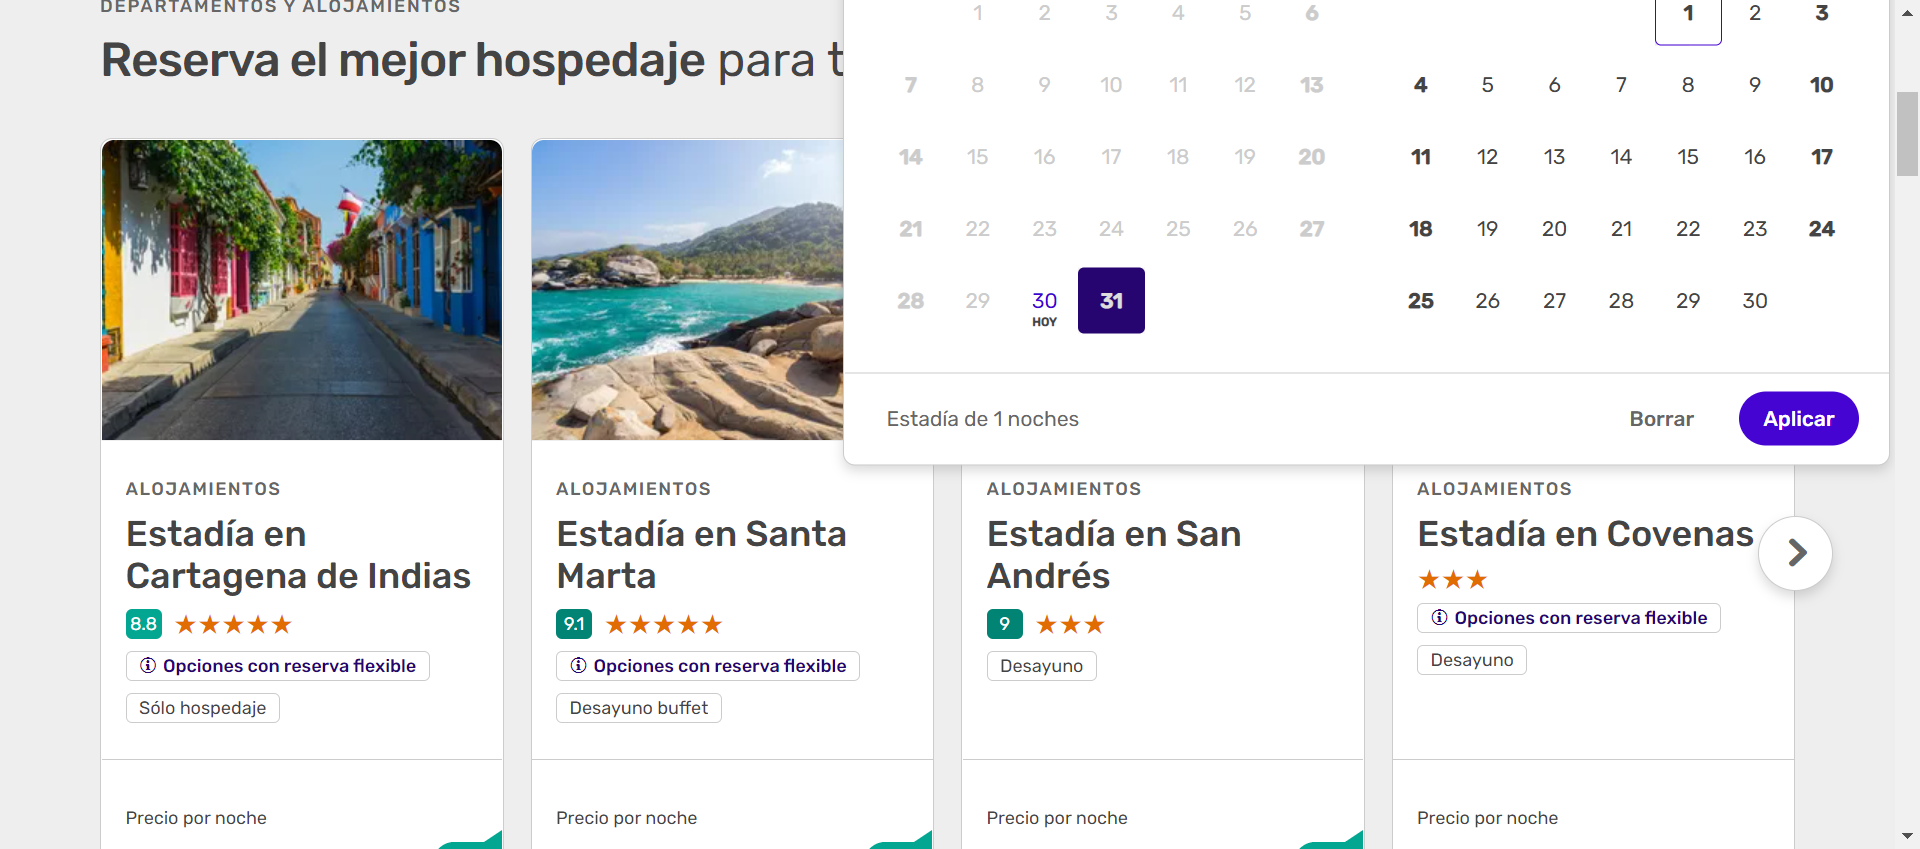 DEPARTAMENTOS Y ALOJAMIENTOS
Reserva el mejor hospedaje para t
1 2 3 4 5 6
7 8 9 10 11 12 13
14 15 16 17 18 19 20
21 22 23 24 25 26 27
28 29 30 31
HOY
1 2 3
4 5 6 7 8 9 10
11 12 13 14 15 16 17
18 19 20 21 22 23 24
25 26 27 28 29 30
Estadía de 1 noches
Borrar
Aplicar
ALOJAMIENTOS
Estadía en
Cartagena de Indias
8.8
Opciones con reserva flexible
Sólo hospedaje
Precio por noche
ALOJAMIENTOS
Estadía en Santa
Marta
9.1
Opciones con reserva flexible
Desayuno buffet
Precio por noche
ALOJAMIENTOS
Estadía en San
Andrés
9
Desayuno
Precio por noche
ALOJAMIENTOS
Estadía en Covenas
Opciones con reserva flexible
Desayuno
Precio por noche